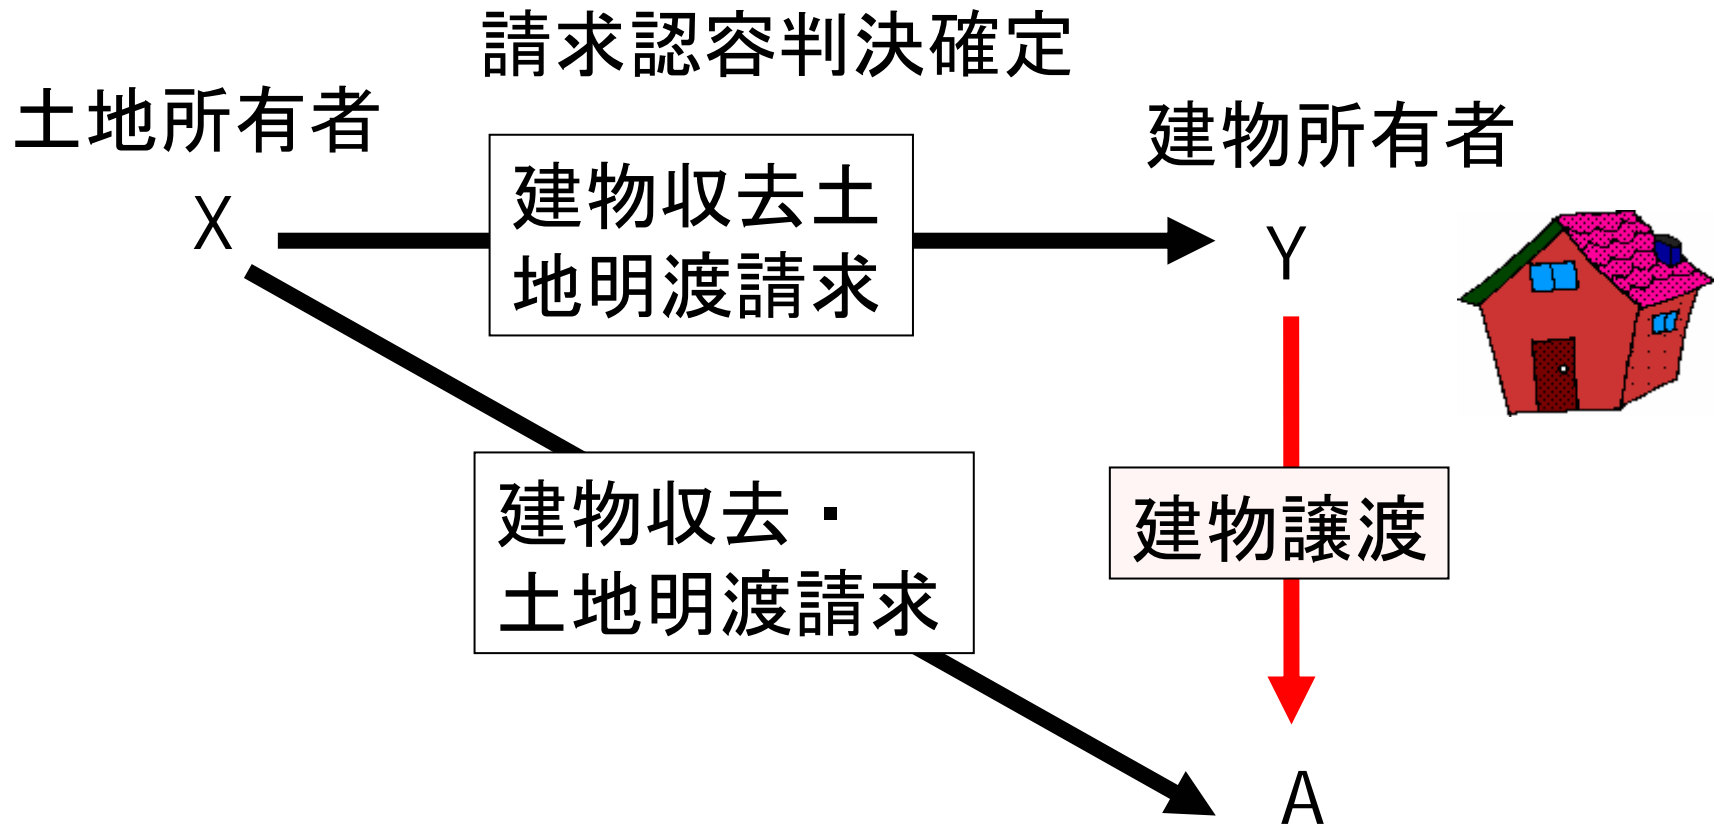 請求認容判決確定
土地所有者
建物所有者
X
建物収去土
地明渡請求
Y
建物収去・
土地明渡請求
建物譲渡
A